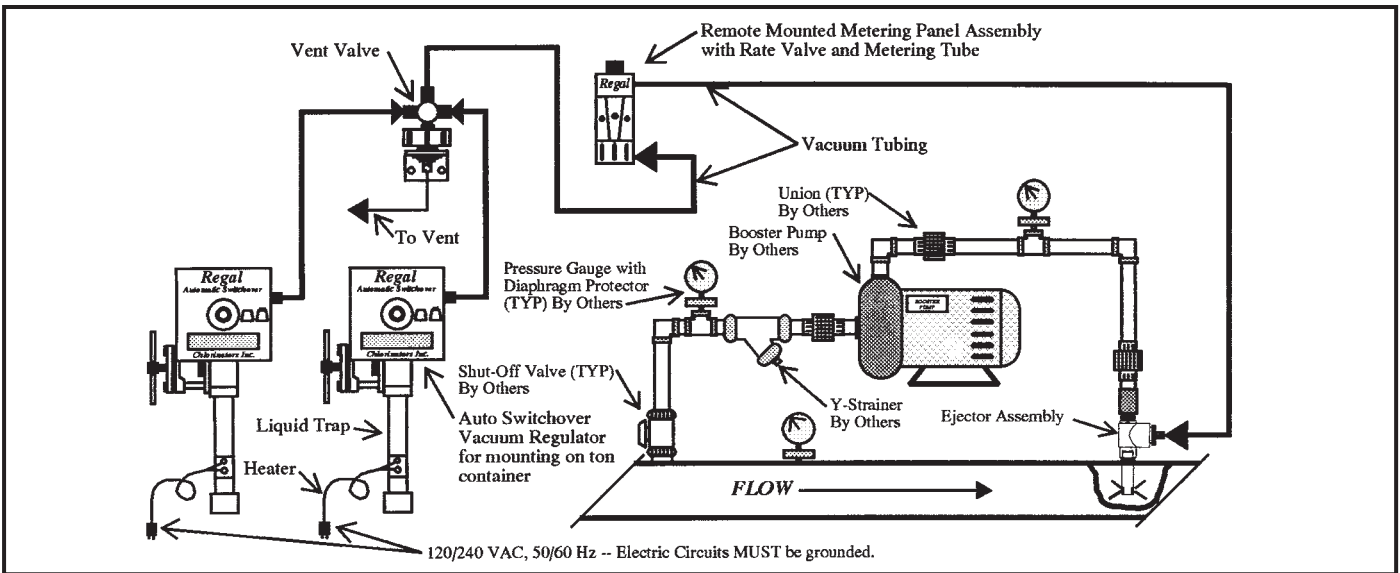 Remote Mounted Metering Panel Assembly
with Rate Valve and Metering Tube
Vent Valve
Regal
Vacuum Tubing
To Vent
Union (TYP)
By Others
Booster Pump
By Others
Pressure Gauge with
Diaphragm Protector
(TYP) By Others
Regal
Automatic Switchover
Chlorinators Inc.
Regal
Automatic Switchover
Chlorinators Inc.
BOOSTER
PUMP
Shut-Off Valve (TYP)
By Others
Y-Strainer
By Others
Ejector Assembly
Liquid Trap
Auto Switchover
Vacuum Regulator
for mounting on ton
container
Heater
FLOW
120/240 VAC, 50/60 Hz -- Electric Circuits MUST be grounded.